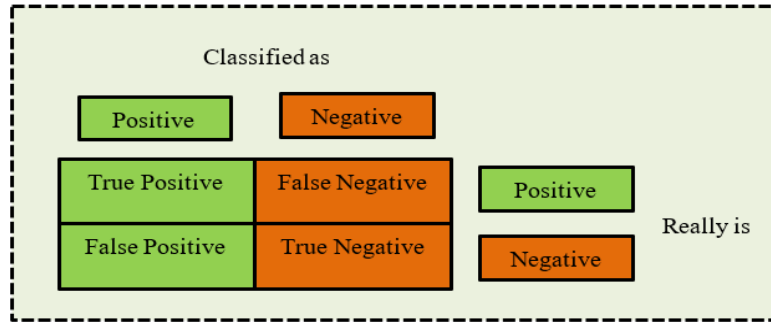 Classified as
Positive Negative
True Positive False Negative Positive
Really is
False Positive True Negative Negative